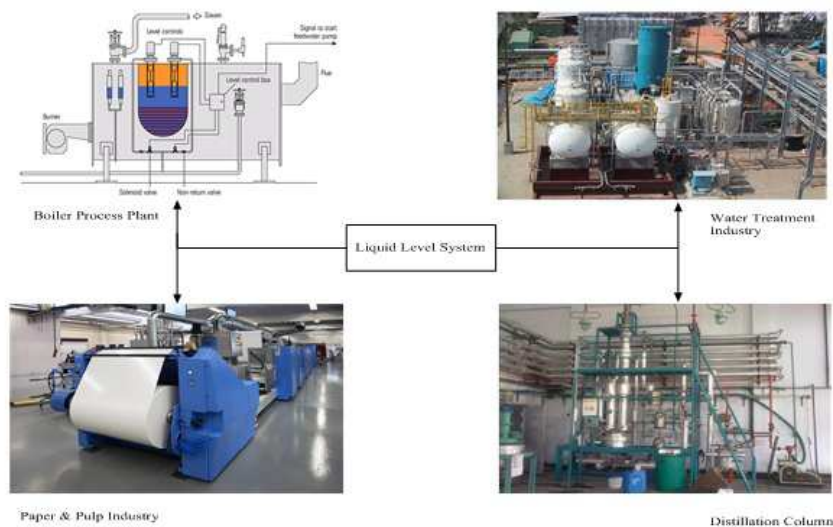 Steam
Level controls
Signal to start
feedwater pump
Level control box
Flue
Burner
Solenoid valve
Non-return valve
Boiler Process Plant
Water Treatment
Industry
Liquid Level System
Paper & Pulp Industry
Distillation Column